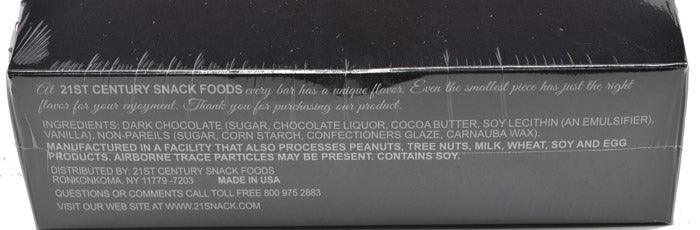 At 21ST CENTURY SNACK FOODS every bar has a unique flavor. Even the smallest piece has just the right
flavor for your enjoyment. Thank you for purchasing our product.
INGREDIENTS: DARK CHOCOLATE (SUGAR, CHOCOLATE LIQUOR, COCOA BUTTER, SOY LECITHIN (AN EMULSIFIER),
VANILLA), NON-PAREILS (SUGAR, CORN STARCH, CONFECTIONERS GLAZE, CARNAUBA WAX).
MANUFACTURED IN A FACILITY THAT ALSO PROCESSES PEANUTS, TREE NUTS, MILK, WHEAT, SOY AND EGG
PRODUCTS. AIRBORNE TRACE PARTICLES MAY BE PRESENT. CONTAINS SOY.
DISTRIBUTED BY: 21ST CENTURY SNACK FOODS
RONKONKOMA, NY 11779 -7203 MADE IN USA
QUESTIONS OR COMMENTS CALL TOLL FREE 800 975 2883
VISIT OUR WEB SITE AT WWW.21SNACK.COM